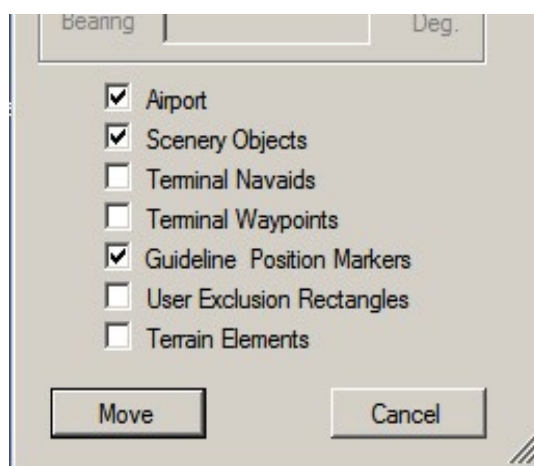 Bearing Deg.
Airport
Scenery Objects
Terminal Navaids
Terminal Waypoints
Guideline Position Markers
User Exclusion Rectangles
Terrain Elements
Move Cancel